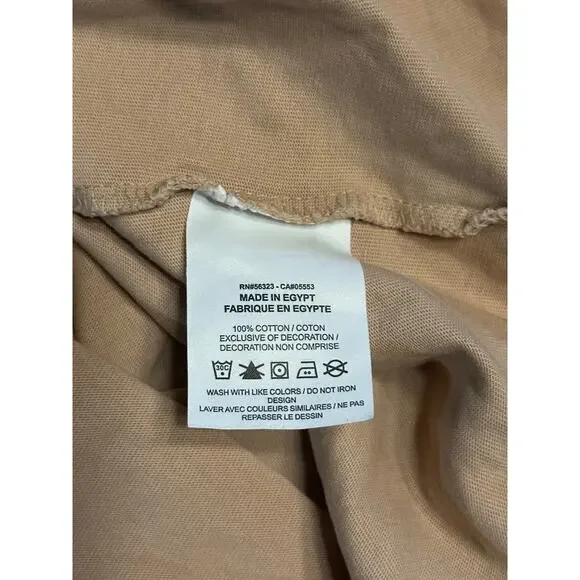 RN#56323 - CA#05553
MADE IN EGYPT
FABRIQUE EN EGYPTE
100% COTTON / COTON
EXCLUSIVE OF DECORATION /
DECORATION NON COMPRISE
30C
WASH WITH LIKE COLORS / DO NOT IRON
DESIGN
LAVER AVEC COULEURS SIMILAIRES / NE PAS
REPASSER LE DESSIN